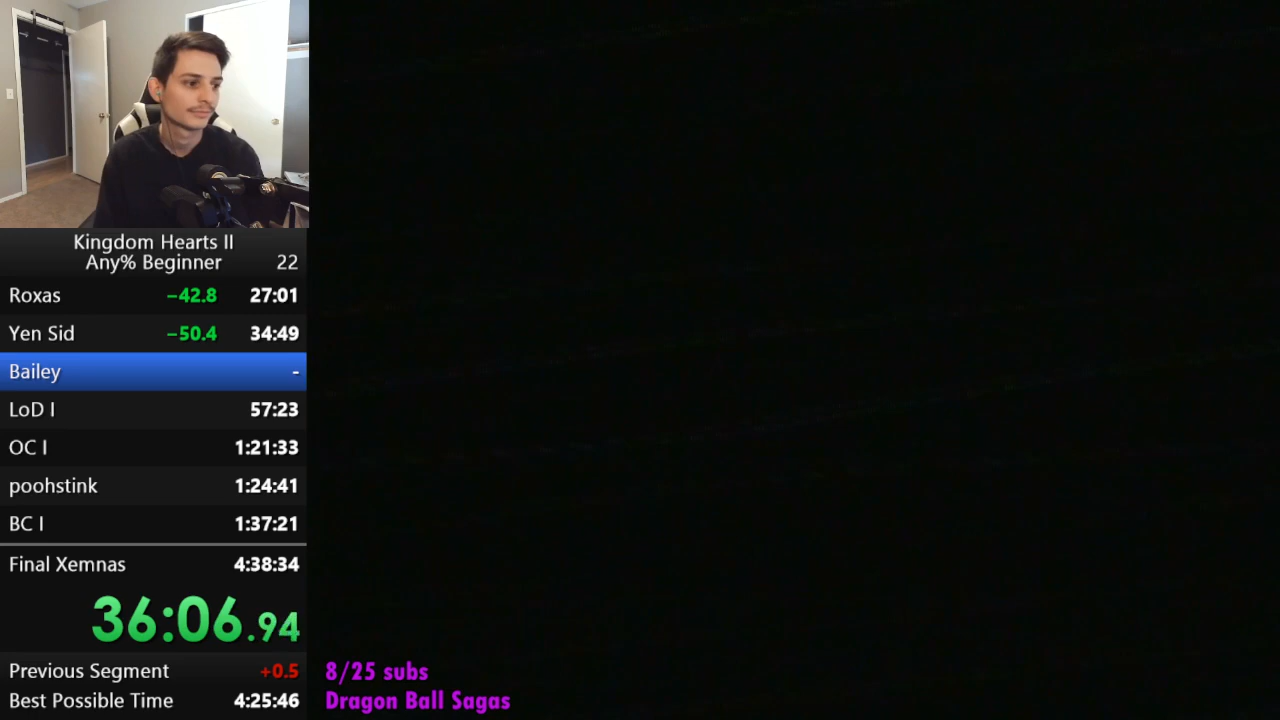 Kingdom Hearts II
Any% Beginner 22
Roxas -42.8 27:01
Yen Sid -50.4 34:49
Bailey -
LoD I 57:23
OC I 1:21:33
poohstink 1:24:41
BC I 1:37:21
Final Xemnas 4:38:34
36:06.94
Previous Segment +0.5
Best Possible Time 4:25:46
8/25 subs
Dragon Ball Sagas